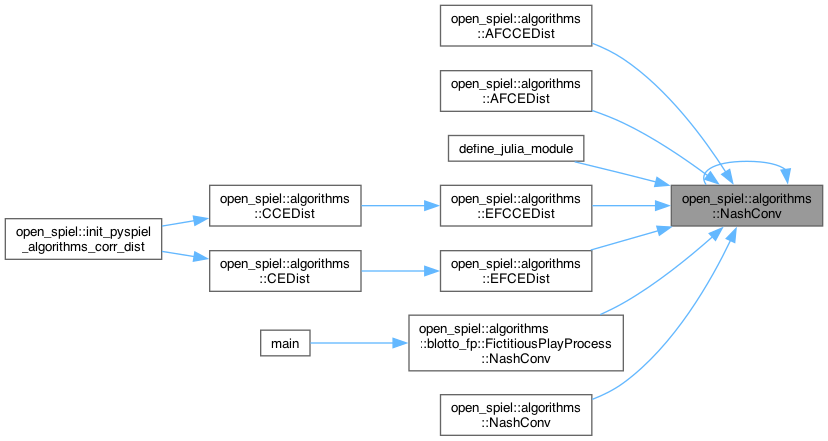 open_spiel::algorithms
::AFCCEDist
open_spiel::algorithms
::AFCEDist
define_julia_module
open_spiel::algorithms
::NashConv
open_spiel::algorithms
::CCEDist
open_spiel::algorithms
::EFCCEDist
open_spiel::init_pyspiel
_algorithms_corr_dist
open_spiel::algorithms
::CEDist
open_spiel::algorithms
::EFCEDist
main
open_spiel::algorithms
::blotto_fp::FictitiousPlayProcess
::NashConv
open_spiel::algorithms
::NashConv